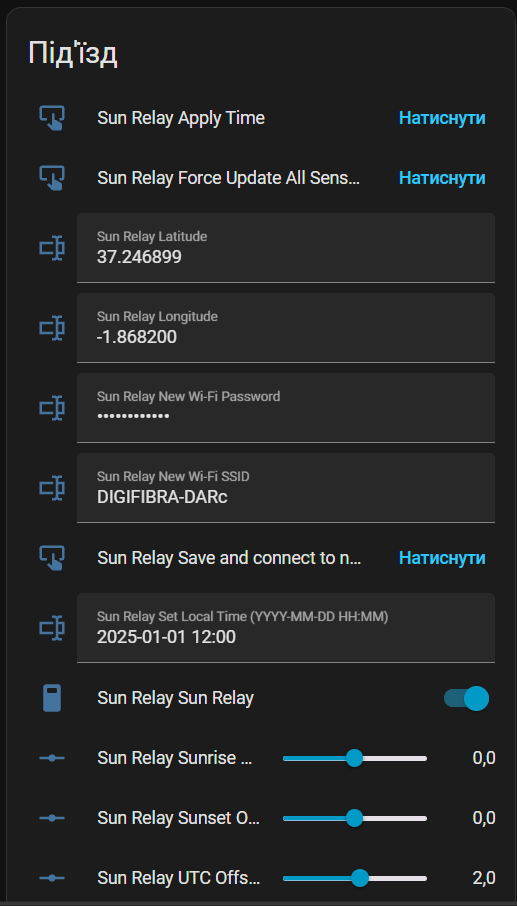 Під'їзд
Sun Relay Apply Time Натиснути
Sun Relay Force Update All Sens... Натиснути
Sun Relay Latitude
37.246899
Sun Relay Longitude
-1.868200
Sun Relay New Wi-Fi Password
••••••••••••
Sun Relay New Wi-Fi SSID
DIGIFIBRA-DARc
Sun Relay Save and connect to n... Натиснути
Sun Relay Set Local Time (YYYY-MM-DD HH:MM)
2025-01-01 12:00
Sun Relay Sun Relay
Sun Relay Sunrise ... 0,0
Sun Relay Sunset O... 0,0
Sun Relay UTC Offs... 2,0